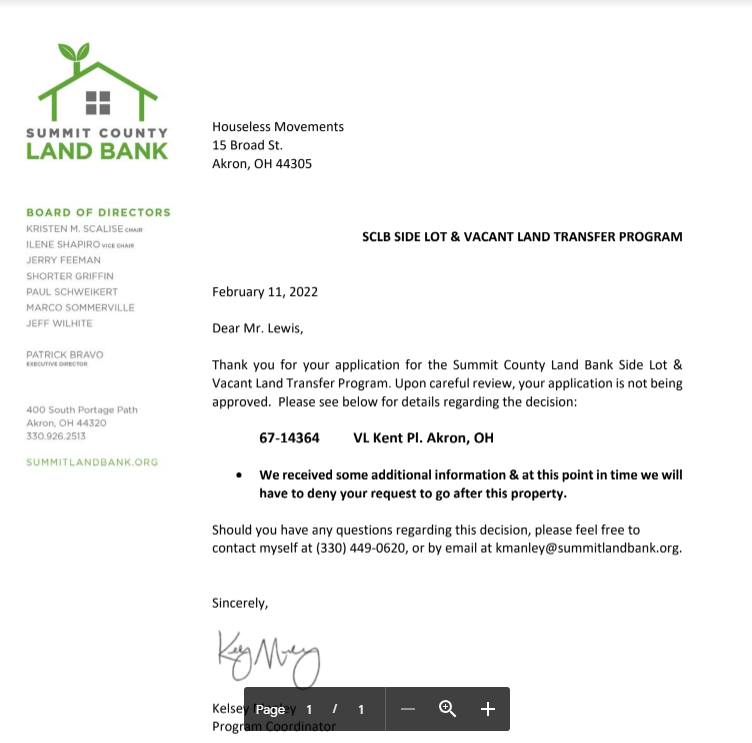 SUMMIT COUNTY
LAND BANK
BOARD OF DIRECTORS
KRISTEN M. SCALISE CHAIR
ILENE SHAPIRO VICE CHAIR
JERRY FEEMAN
SHORTER GRIFFIN
PAUL SCHWEIKERT
MARCO SOMMERVILLE
JEFF WILHITE
PATRICK BRAVO
EXECUTIVE DIRECTOR
400 South Portage Path
Akron, OH 44320
330.926.2513
SUMMITLANDBANK.ORG
Houseless Movements
15 Broad St.
Akron, OH 44305
SCLB SIDE LOT & VACANT LAND TRANSFER PROGRAM
February 11, 2022
Dear Mr. Lewis,
Thank you for your application for the Summit County Land Bank Side Lot &
Vacant Land Transfer Program. Upon careful review, your application is not being
approved. Please see below for details regarding the decision:
67-14364 VL Kent Pl. Akron, OH
• We received some additional information & at this point in time we will
have to deny your request to go after this property.
Should you have any questions regarding this decision, please feel free to
contact myself at (330) 449-0620, or by email at kmanley@summitlandbank.org.
Sincerely,
Kelsey
Program Coordinator
Page 1 / 1